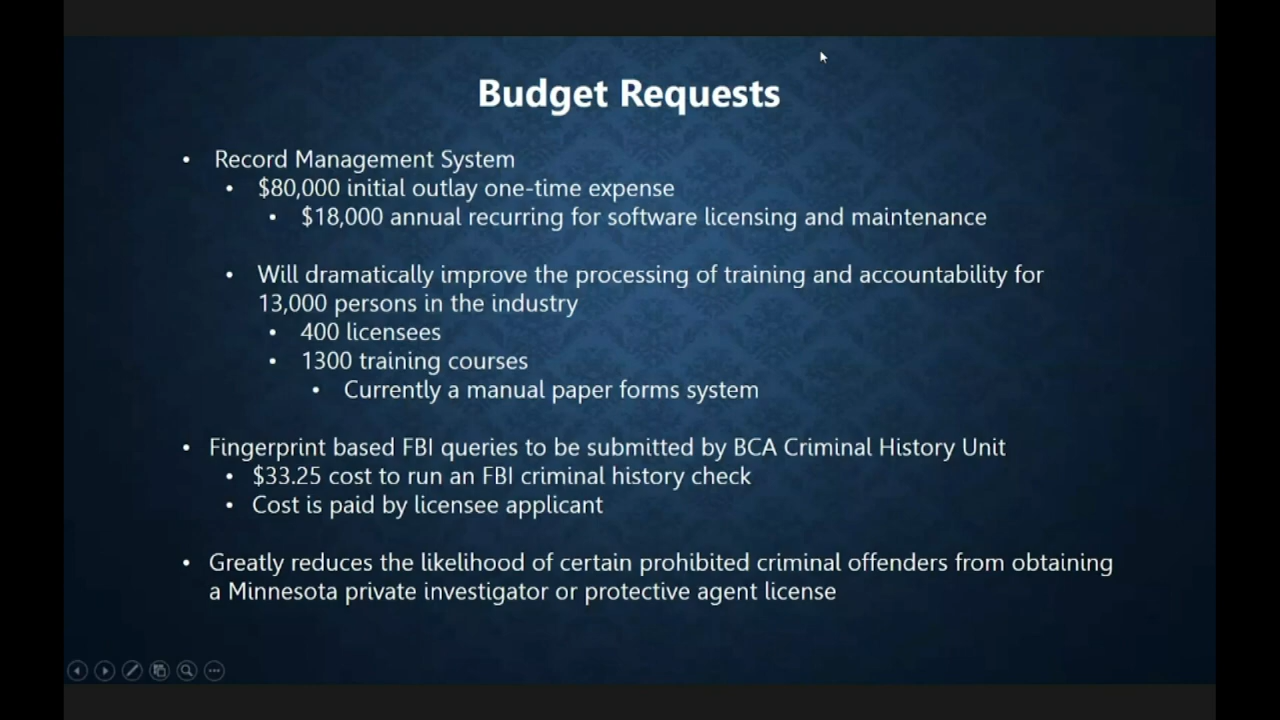 Budget Requests
• Record Management System
• $80,000 initial outlay one-time expense
• $18,000 annual recurring for software licensing and maintenance
• Will dramatically improve the processing of training and accountability for
13,000 persons in the industry
• 400 licensees
• 1300 training courses
• Currently a manual paper forms system
• Fingerprint based FBI queries to be submitted by BCA Criminal History Unit
• $33.25 cost to run an FBI criminal history check
• Cost is paid by licensee applicant
• Greatly reduces the likelihood of certain prohibited criminal offenders from obtaining
a Minnesota private investigator or protective agent license